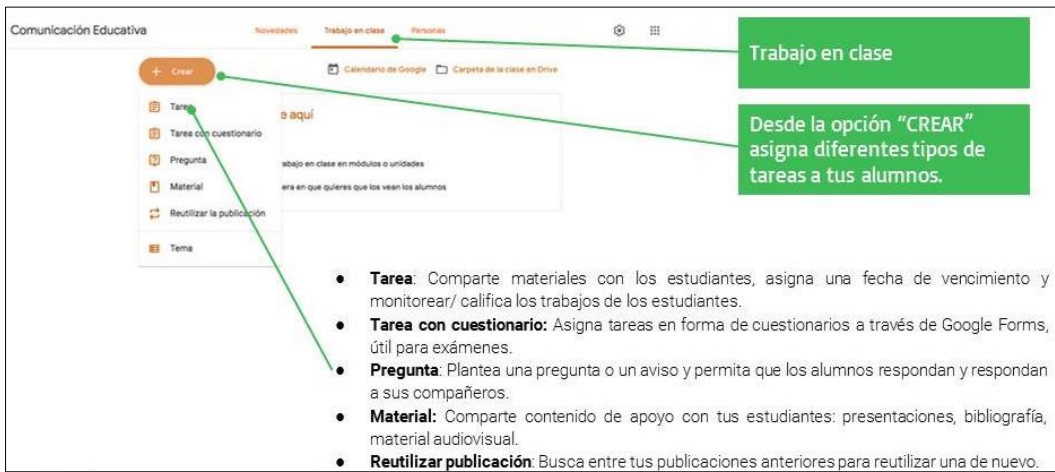 Comunicación Educativa
Novedades Trabajo en clase Personas
Trabajo en clase
+ Crear
Calendario de Google Carpeta de la clase en Drive
Desde la opción “CREAR”
asigna diferentes tipos de
tareas a tus alumnos.
Tarea
e aquí
Tarea con cuestionario
Pregunta
abajo en clase en módulos o unidades
Material
era en que quieres que los vean los alumnos
Reutilizar la publicación
Tema
● Tarea: Comparte materiales con los estudiantes, asigna una fecha de vencimiento y
monitorear/ califica los trabajos de los estudiantes.
● Tarea con cuestionario: Asigna tareas en forma de cuestionarios a través de Google Forms,
útil para exámenes.
● Pregunta: Plantea una pregunta o un aviso y permita que los alumnos respondan y respondan
a sus compañeros.
● Material: Comparte contenido de apoyo con tus estudiantes: presentaciones, bibliografía,
material audiovisual.
● Reutilizar publicación: Busca entre tus publicaciones anteriores para reutilizar una de nuevo.